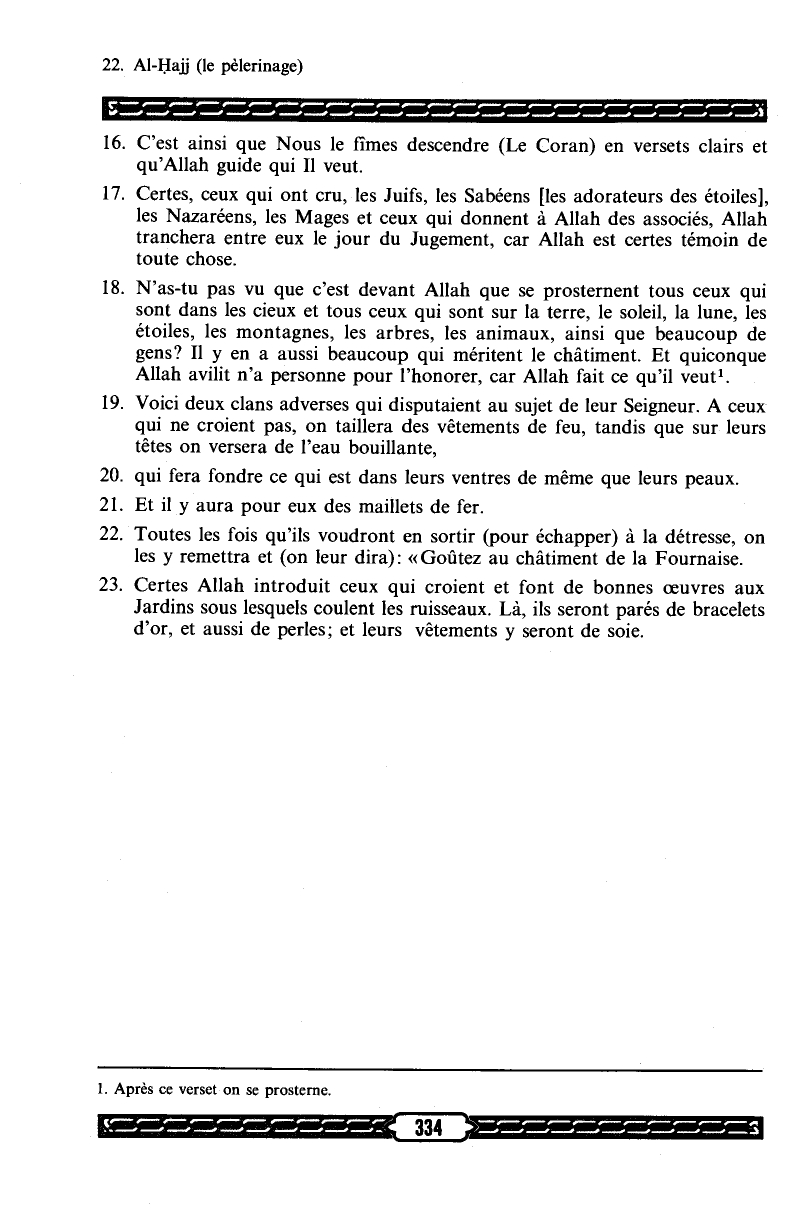 22. Al-Ḥajj (le pèlerinage)
16. C'est ainsi que Nous le fîmes descendre (Le Coran) en versets clairs et
qu'Allah guide qui Il veut.
17. Certes, ceux qui ont cru, les Juifs, les Sabéens [les adorateurs des étoiles],
les Nazaréens, les Mages et ceux qui donnent à Allah des associés, Allah
tranchera entre eux le jour du Jugement, car Allah est certes témoin de
toute chose.
18. N'as-tu pas vu que c'est devant Allah que se prosternent tous ceux qui
sont dans les cieux et tous ceux qui sont sur la terre, le soleil, la lune, les
étoiles, les montagnes, les arbres, les animaux, ainsi que beaucoup de
gens? Il y en a aussi beaucoup qui méritent le châtiment. Et quiconque
Allah avilit n'a personne pour l'honorer, car Allah fait ce qu'il veut¹.
19. Voici deux clans adverses qui disputaient au sujet de leur Seigneur. A ceux
qui ne croient pas, on taillera des vêtements de feu, tandis que sur leurs
têtes on versera de l'eau bouillante,
20. qui fera fondre ce qui est dans leurs ventres de même que leurs peaux.
21. Et il y aura pour eux des maillets de fer.
22. Toutes les fois qu'ils voudront en sortir (pour échapper) à la détresse, on
les y remettra et (on leur dira): «Goûtez au châtiment de la Fournaise.
23. Certes Allah introduit ceux qui croient et font de bonnes œuvres aux
Jardins sous lesquels coulent les ruisseaux. Là, ils seront parés de bracelets
d'or, et aussi de perles; et leurs vêtements y seront de soie.
1. Après ce verset on se prosterne.
334